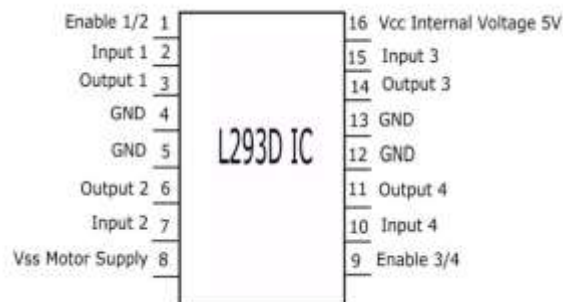 Enable 1/2 1
Input 1 2
Output 1 3
GND 4
GND 5
Output 2 6
Input 2 7
Vss Motor Supply 8
L293D IC
16 Vcc Internal Voltage 5V
15 Input 3
14 Output 3
13 GND
12 GND
11 Output 4
10 Input 4
9 Enable 3/4